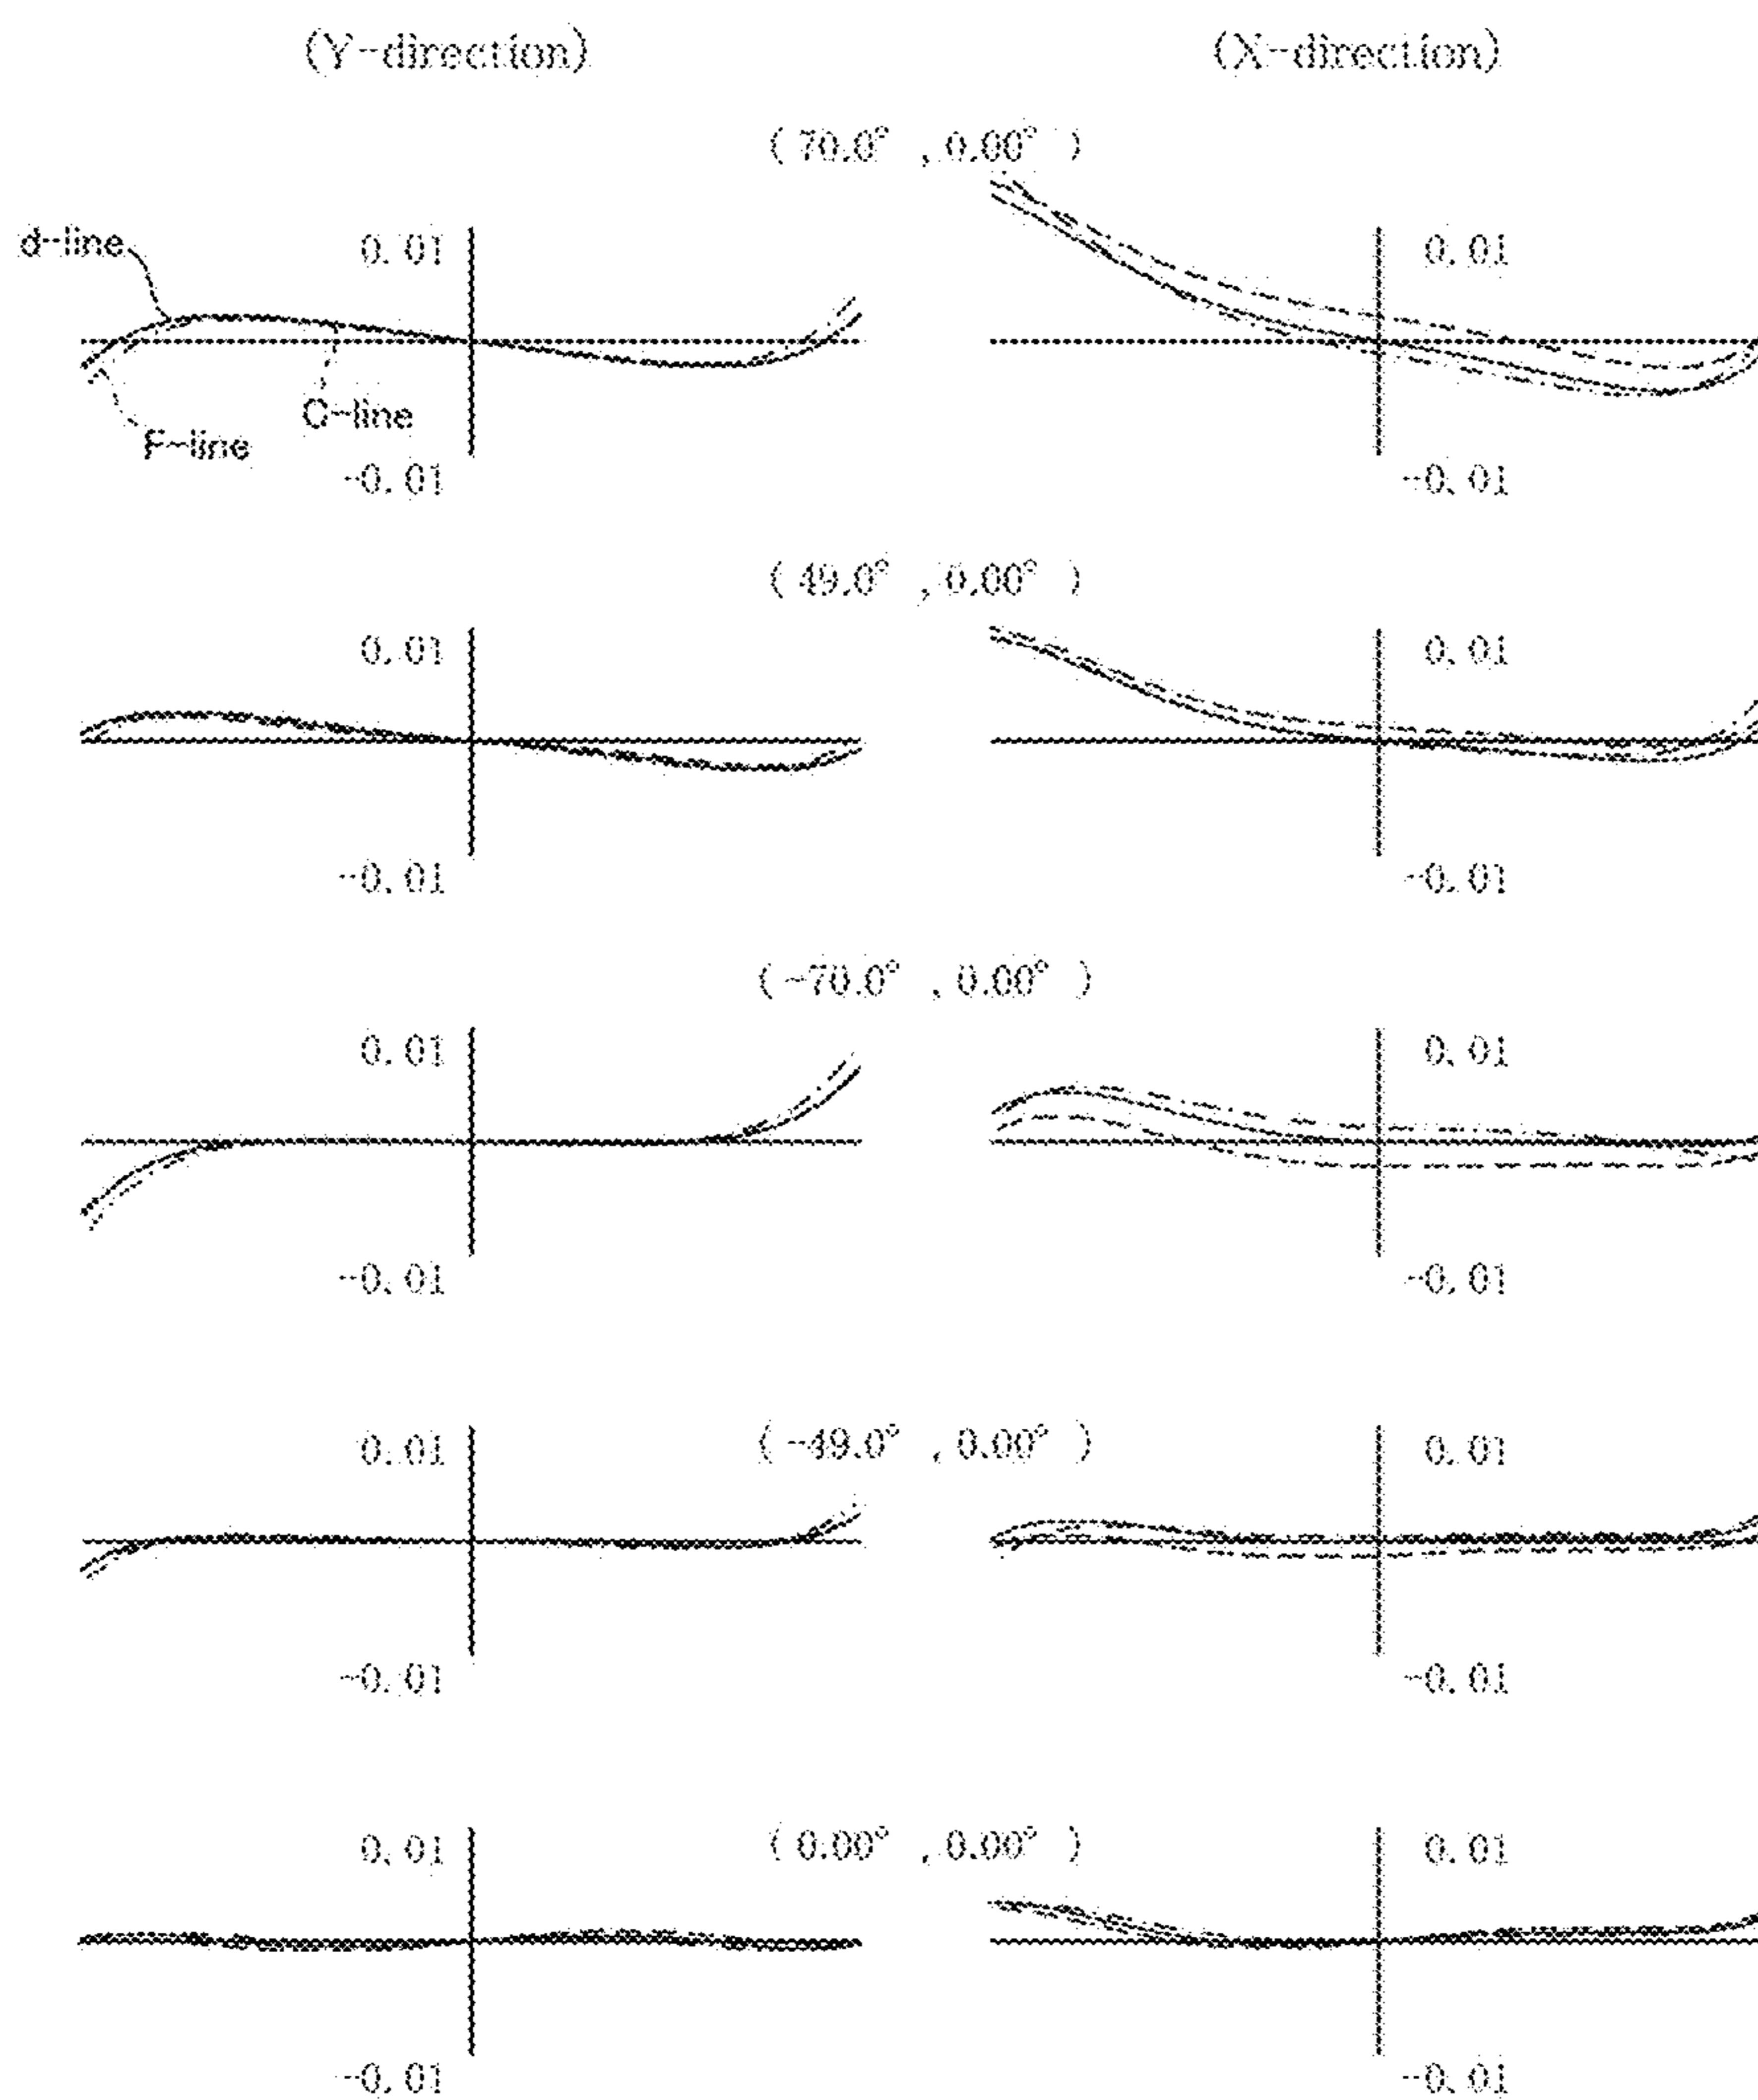 (Y-direction) (X-direction)
( 70.0° , 0.00° )
d-line 0.01 0.01
C-line
F-line
-0.01 -0.01
( 49.0° , 0.00° )
0.01 0.01
-0.01 -0.01
( -70.0° , 0.00° )
0.01 0.01
-0.01 -0.01
0.01 ( -49.0° , 0.00° ) 0.01
-0.01 -0.01
0.01 ( 0.00° , 0.00° ) 0.01
-0.01 -0.01